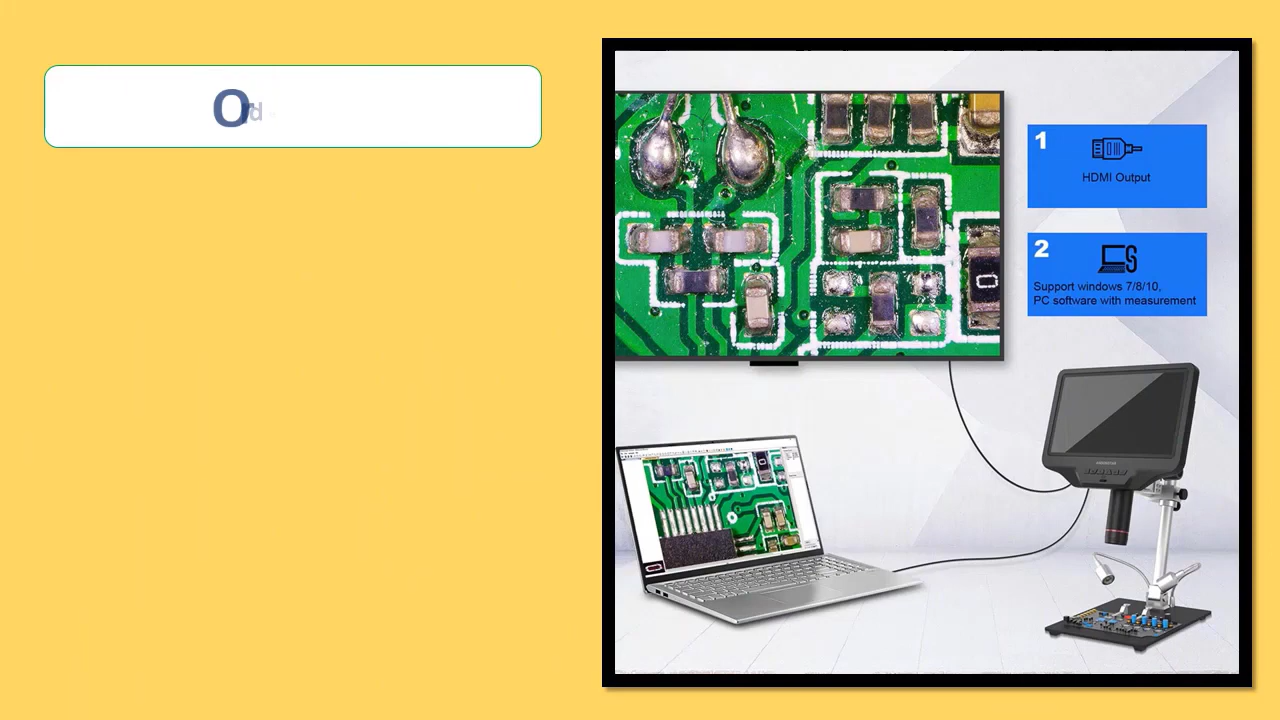 1
HDMI Output
2
Support windows 7/8/10,
PC software with measurement